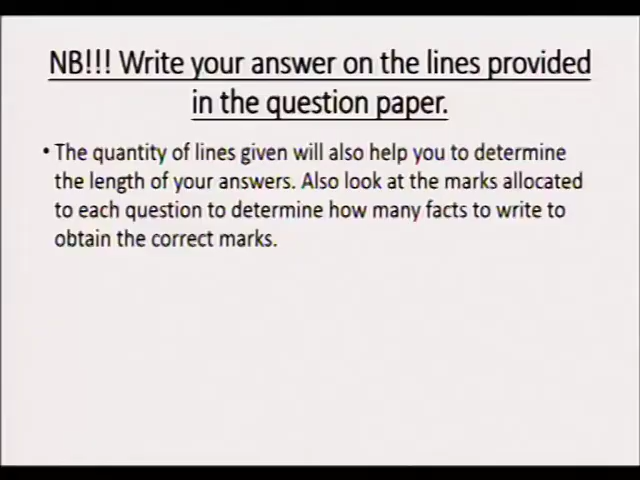 NB!!! Write your answer on the lines provided
in the question paper.
• The quantity of lines given will also help you to determine
the length of your answers. Also look at the marks allocated
to each question to determine how many facts to write to
obtain the correct marks.